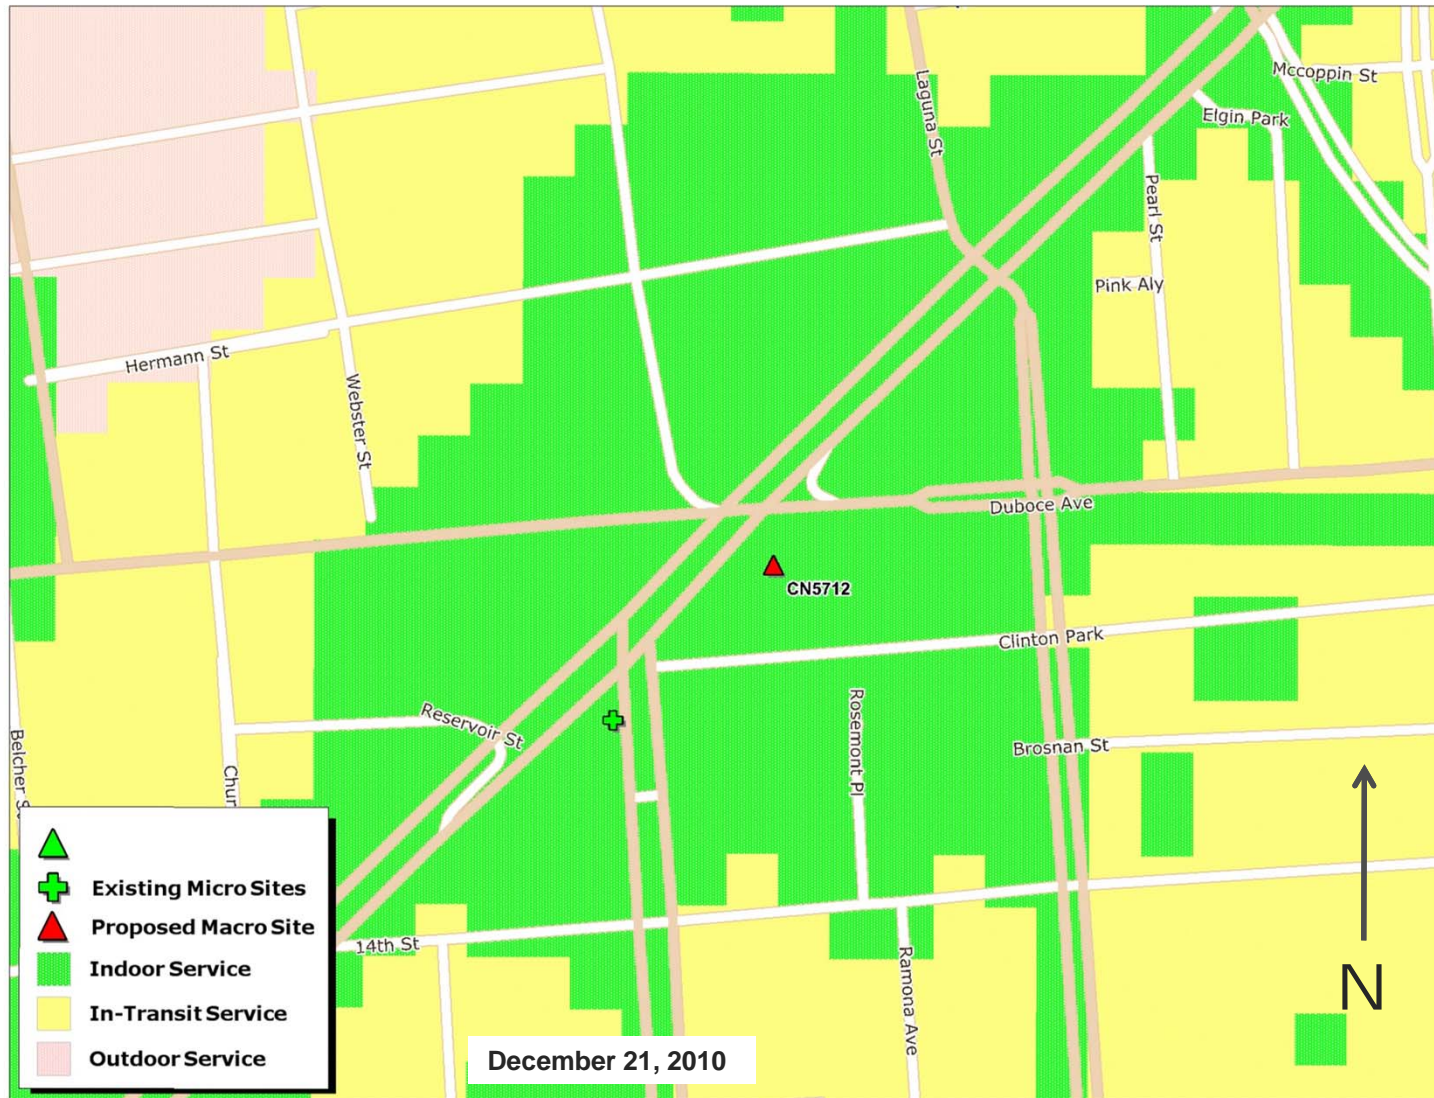 Laguna St
Mccoppin St
Elgin Park
Pearl St
Pink Aly
Hermann St
Webster St
Duboce Ave
CN5712
Clinton Park
Reservoir St
Rosemont Pl
Brosnan St
Belcher
Chur
14th St
Ramona Ave
Existing Micro Sites
Proposed Macro Site
Indoor Service
In-Transit Service
Outdoor Service
December 21, 2010
N